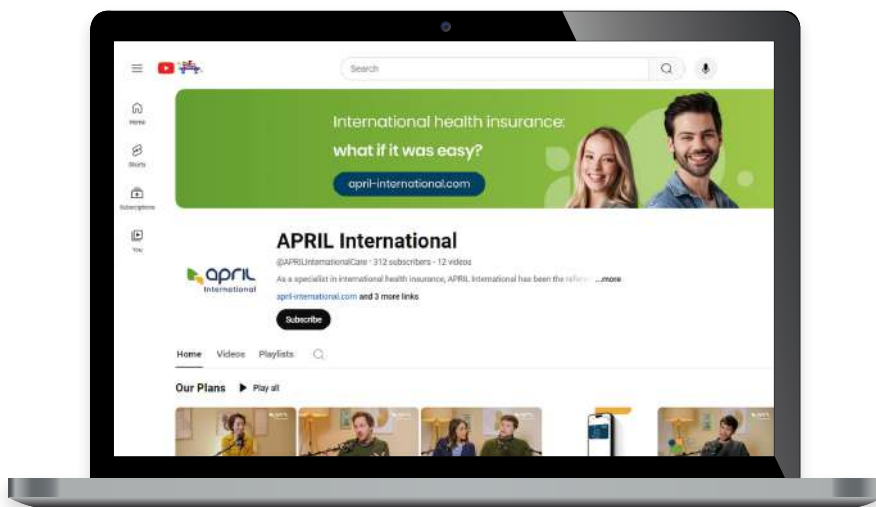 Search
Home
Shorts
Subscriptions
You
International health insurance:
what if it was easy?
april-international.com
april
International
APRIL International
@APRILInternationalCare · 312 subscribers · 12 videos
As a specialist in international health insurance, APRIL International has been the ...more
april-international.com and 3 more links
Subscribe
Home Videos Playlists
Our Plans Play all